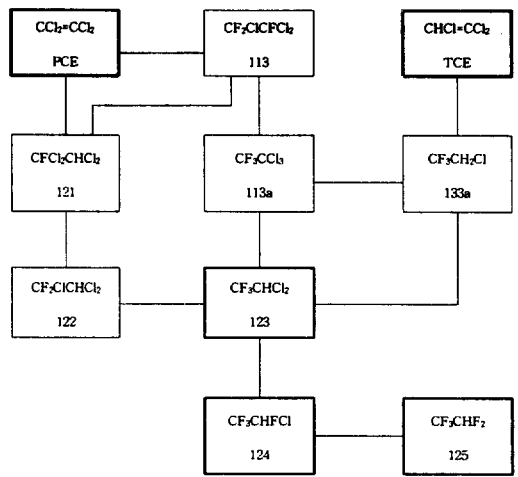 CCl₂=CCl₂
PCE
CF₂ClCFCl₂
113
CHCl=CCl₂
TCE
CFCl₂CHCl₂
121
CF₃CCl₃
113a
CF₃CH₂Cl
133a
CF₂ClCHCl₂
122
CF₃CHCl₂
123
CF₃CHFCl
124
CF₃CHF₂
125